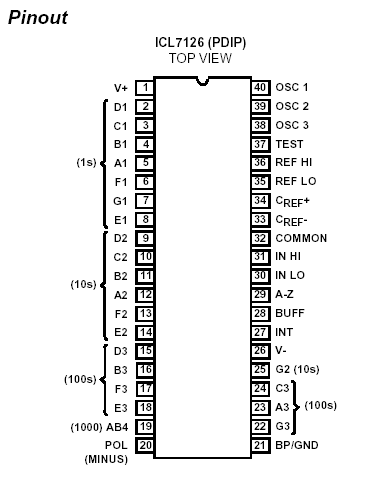 Pinout
ICL7126 (PDIP)
TOP VIEW
V+ 1 40 OSC 1
D1 2 39 OSC 2
C1 3 38 OSC 3
B1 4 37 TEST
(1s) A1 5 36 REF HI
F1 6 35 REF LO
G1 7 34 CREF+
E1 8 33 CREF-
D2 9 32 COMMON
C2 10 31 IN HI
(10s) B2 11 30 IN LO
A2 12 29 A-Z
F2 13 28 BUFF
E2 14 27 INT
D3 15 26 V-
(100s) B3 16 25 G2 (10s)
F3 17 24 C3
E3 18 23 A3 (100s)
(1000) AB4 19 22 G3
POL 20 21 BP/GND
(MINUS)